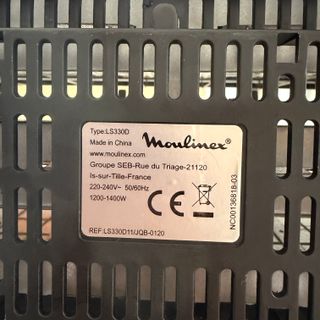 Type:LS330D
Made in China
Moulinex®
www.moulinex.com
Groupe SEB-Rue du Triage-21120
Is-sur-Tille-France
220-240V~ 50/60Hz
1200-1400W
CE
REF:LS330D11/JQB-0120
NC00136818-03